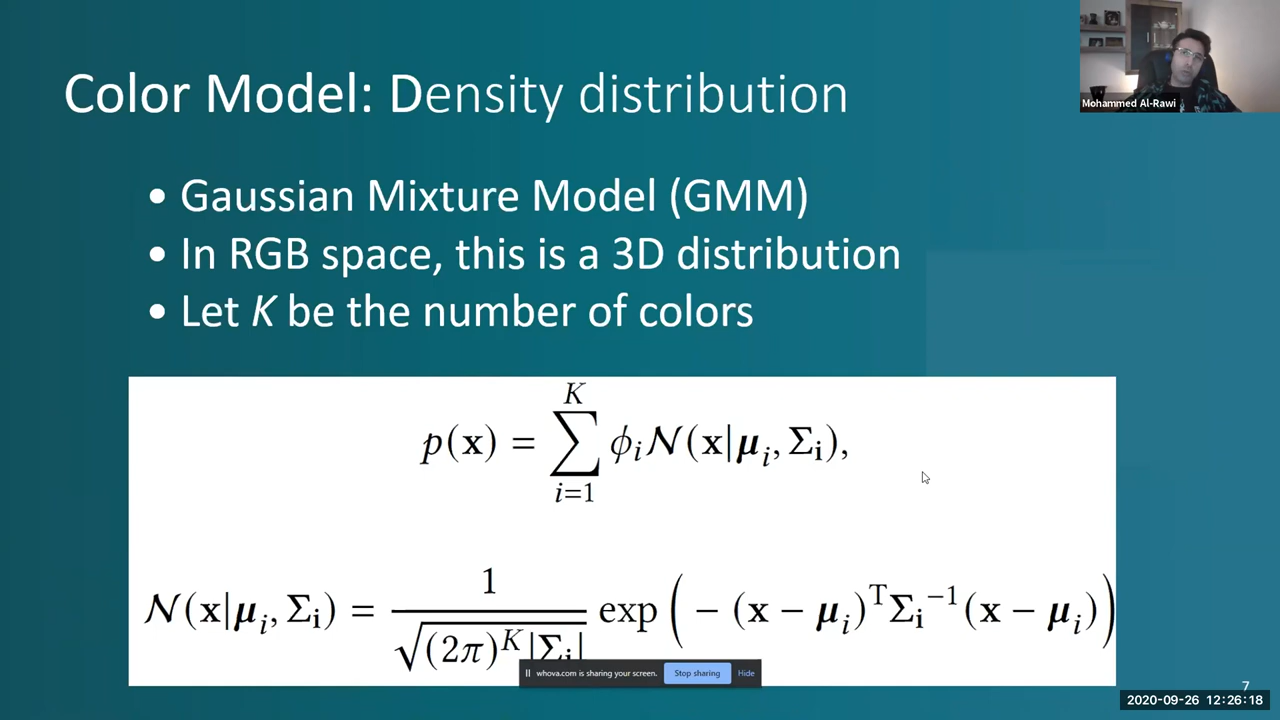 Mohammed Al-Rawi
Color Model: Density distribution
• Gaussian Mixture Model (GMM)
• In RGB space, this is a 3D distribution
• Let K be the number of colors
p(x) = ∑_{i=1}^{K} ϕ_i 𝒩(x|μ_i, Σ_i),
𝒩(x|μ_i, Σ_i) = 1 / √((2π)^K |Σ_i|) exp(− (x − μ_i)^T Σ_i^{−1} (x − μ_i))
whova.com is sharing your screen. Stop sharing Hide
7
2020-09-26 12:26:18